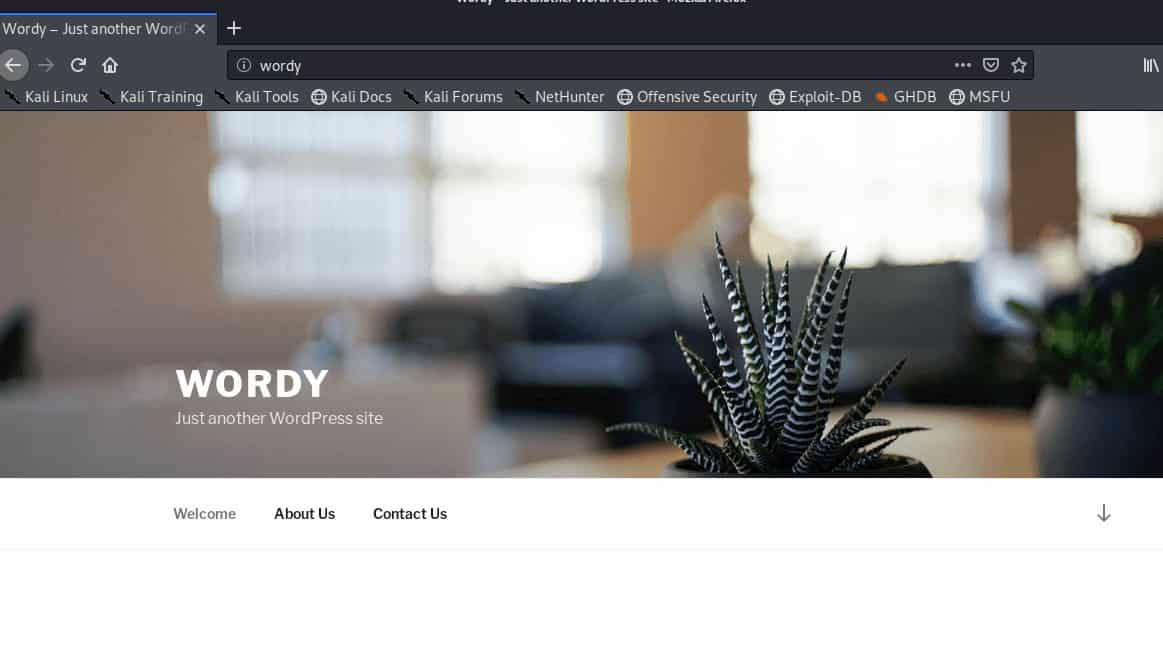 Wordy – Just another WordPress site - Mozilla Firefox
Wordy – Just another WordP
wordy
Kali Linux Kali Training Kali Tools Kali Docs Kali Forums NetHunter Offensive Security Exploit-DB GHDB MSFU
WORDY
Just another WordPress site
Welcome About Us Contact Us